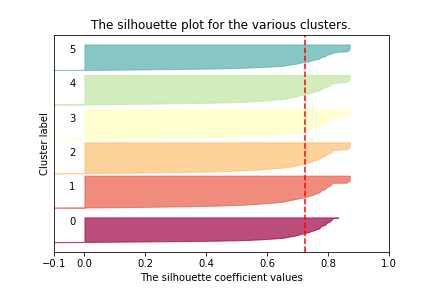 The silhouette plot for the various clusters.
5
4
3
2
1
0
Cluster label
−0.1 0.0 0.2 0.4 0.6 0.8 1.0
The silhouette coefficient values